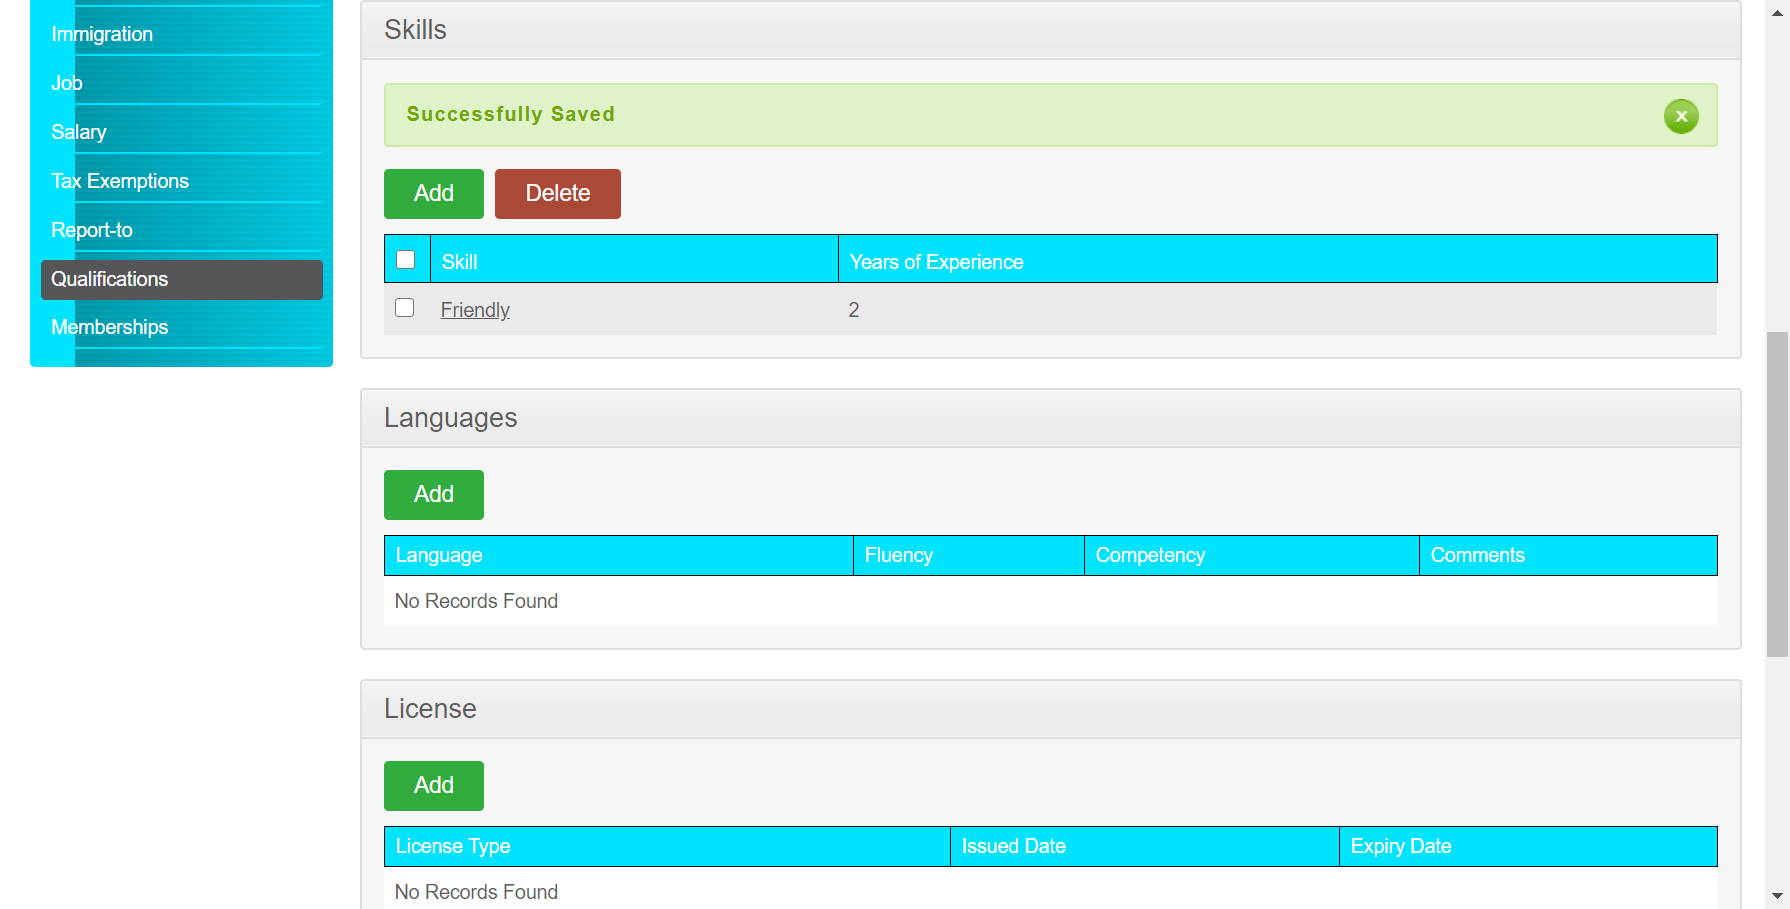 Immigration
Job
Salary
Tax Exemptions
Report-to
Qualifications
Memberships
Skills
Successfully Saved
x
Add Delete
Skill Years of Experience
Friendly 2
Languages
Add
Language Fluency Competency Comments
No Records Found
License
Add
License Type Issued Date Expiry Date
No Records Found